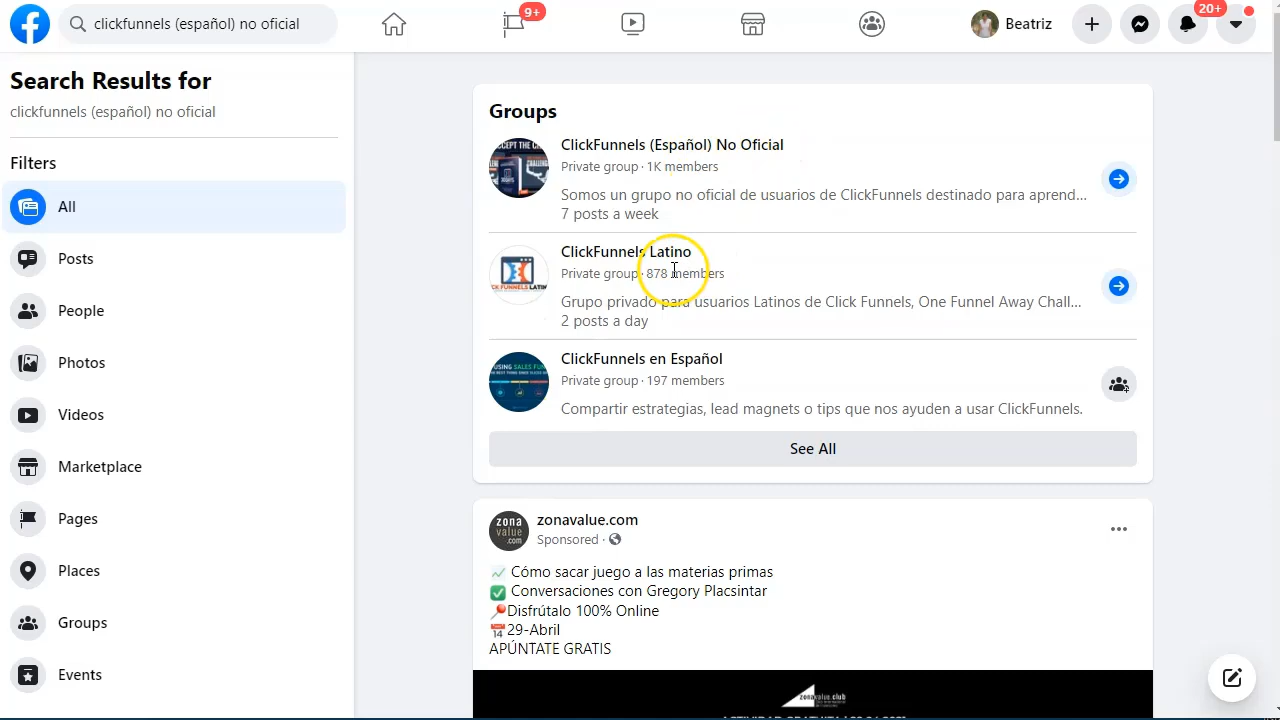 clickfunnels (español) no oficial
9+
Beatriz
20+
Search Results for
clickfunnels (español) no oficial
Filters
All
Posts
People
Photos
Videos
Marketplace
Pages
Places
Groups
Events
Groups
ClickFunnels (Español) No Oficial
Private group · 1K members
Somos un grupo no oficial de usuarios de ClickFunnels destinado para aprend...
7 posts a week
ClickFunnels Latino
Private group · 878 members
Grupo privado para usuarios Latinos de Click Funnels, One Funnel Away Chall...
2 posts a day
ClickFunnels en Español
Private group · 197 members
Compartir estrategias, lead magnets o tips que nos ayuden a usar ClickFunnels.
See All
zona
value
.com
zonavalue.com
Sponsored ·
Cómo sacar juego a las materias primas
Conversaciones con Gregory Placsintar
Disfrútalo 100% Online
29-Abril
APÚNTATE GRATIS
zonavalue.club